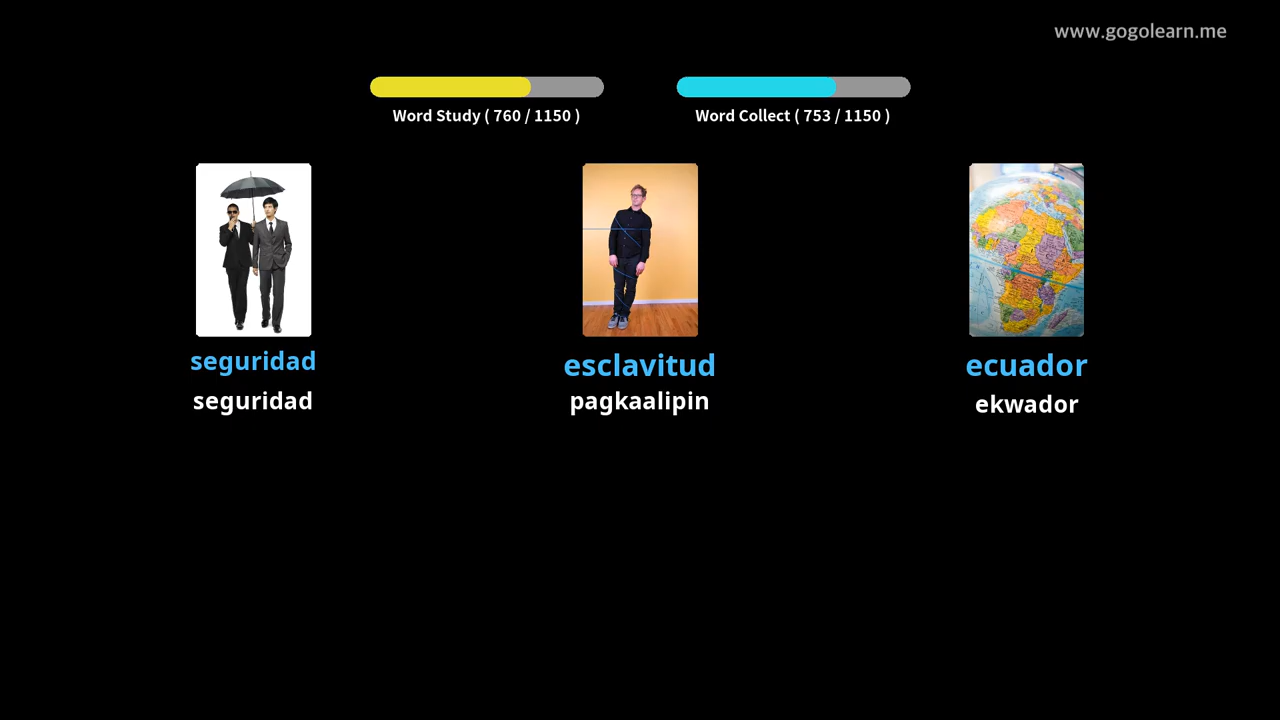 www.gogolearn.me
Word Study ( 760 / 1150 )
Word Collect ( 753 / 1150 )
seguridad
seguridad
esclavitud
pagkaalipin
ecuador
ekwador